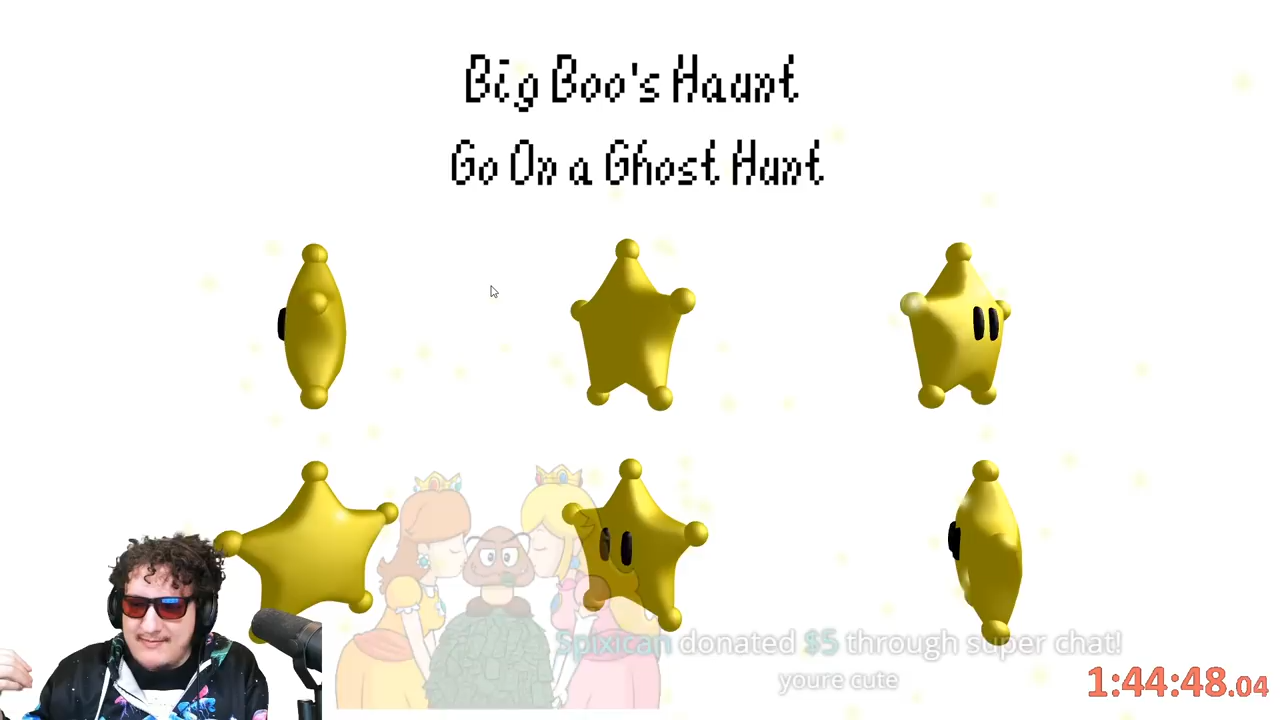 Big Boo's Haunt
Go On a Ghost Hunt
Spixican donated $5 through super chat!
youre cute
1:44:48.04